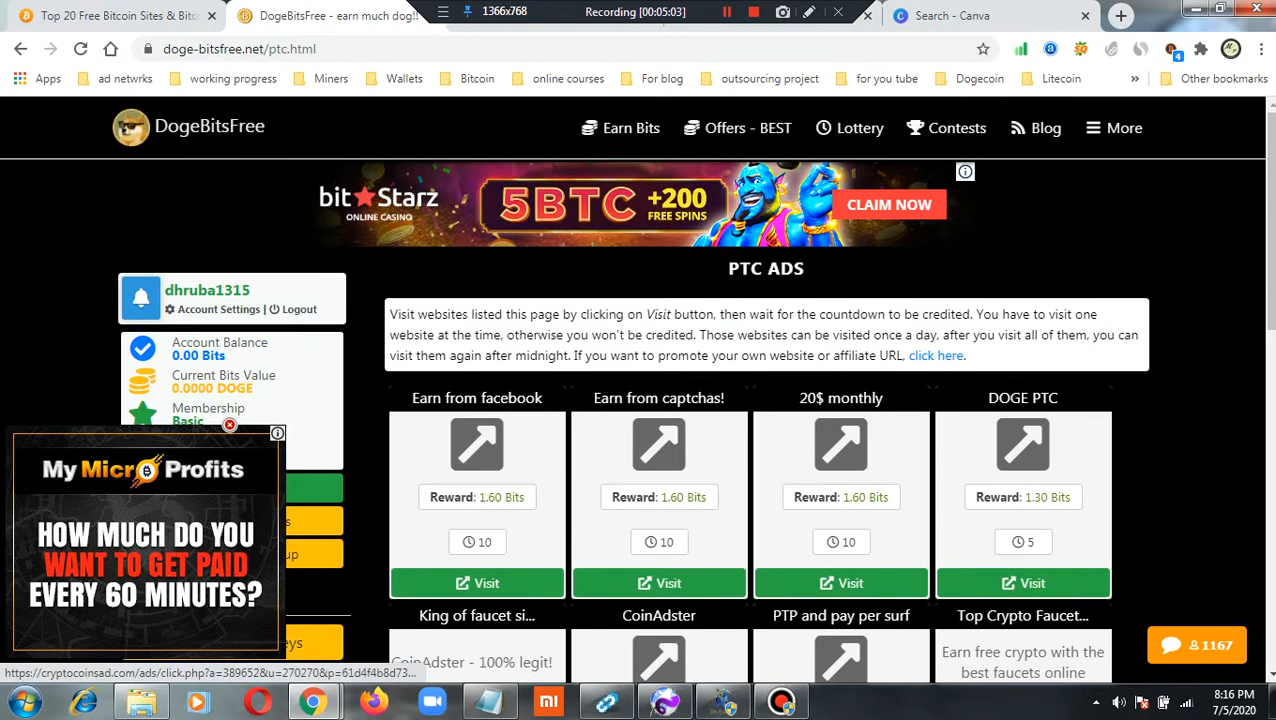 Top 20 Free Bitcoin Sites & Bitc
DogeBitsFree - earn much dog!!
1366x768
Recording [00:05:03]
Search - Canva
doge-bitsfree.net/ptc.html
4
Apps
ad netwrks
working progress
Miners
Wallets
Bitcoin
online courses
For blog
outsourcing project
for you tube
Dogecoin
Litecoin
»
Other bookmarks
DogeBitsFree
Earn Bits
Offers - BEST
Lottery
Contests
Blog
More
bitStarz
ONLINE CASINO
5BTC
+200
FREE SPINS
CLAIM NOW
PTC ADS
dhruba1315
Account Settings | Logout
Account Balance
0.00 Bits
Current Bits Value
0.0000 DOGE
Membership
Basic
Visit websites listed this page by clicking on Visit button, then wait for the countdown to be credited. You have to visit one
website at the time, otherwise you won't be credited. Those websites can be visited once a day, after you visit all of them, you can
visit them again after midnight. If you want to promote your own website or affiliate URL, click here.
Earn from facebook
Earn from captchas!
20$ monthly
DOGE PTC
Reward: 1.60 Bits
Reward: 1.60 Bits
Reward: 1.60 Bits
Reward: 1.30 Bits
10
10
10
5
Visit
Visit
Visit
Visit
King of faucet si...
CoinAdster
PTP and pay per surf
Top Crypto Faucet...
CoinAdster - 100% legit!
Earn free crypto with the
best faucets online
My Micro Profits
HOW MUCH DO YOU
WANT TO GET PAID
EVERY 60 MINUTES?
s
up
eys
1167
https://cryptocoinsad.com/ads/click.php?a=389652&u=270270&p=61d4f4b8d73...
mi
8:16 PM
7/5/2020